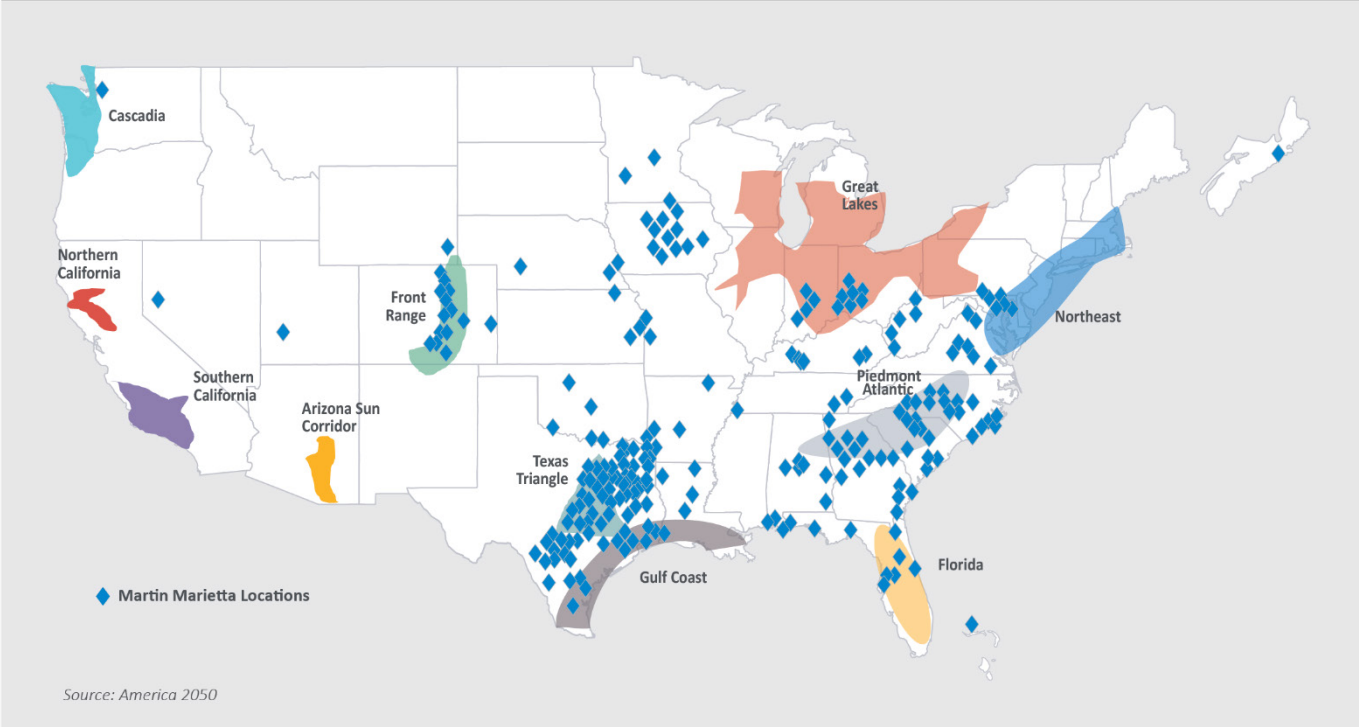 Cascadia
Great
Lakes
Northern
California
Front
Range
Northeast
Southern
California
Piedmont
Atlantic
Arizona Sun
Corridor
Texas
Triangle
Florida
Gulf Coast
Martin Marietta Locations
Source: America 2050